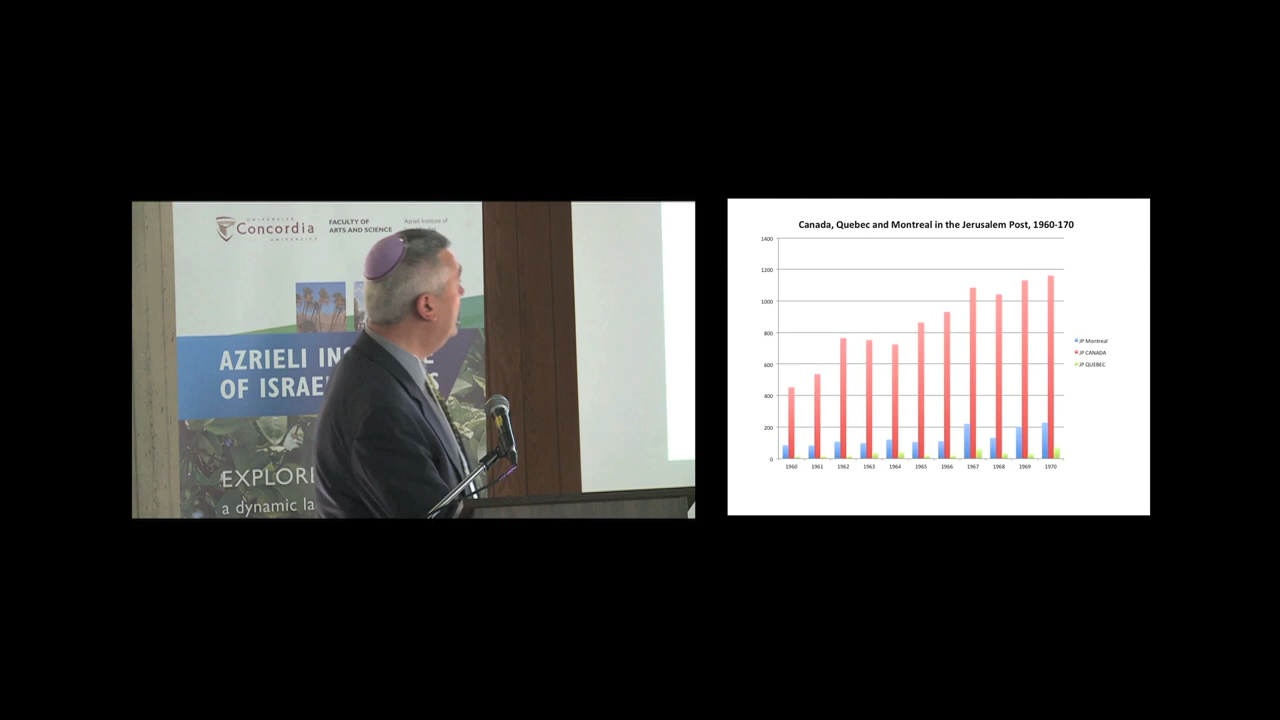 UNIVERSITÉ
Concordia
UNIVERSITY
FACULTY OF
ARTS AND SCIENCE
Azrieli Institute of
AZRIELI IN
E
OF ISRAE
S
EXPLOR
a dynamic la
Canada, Quebec and Montreal in the Jerusalem Post, 1960-170
1400
1200
1000
800
600
400
200
0
1960 1961 1962 1963 1964 1965 1966 1967 1968 1969 1970
JP Montreal
JP CANADA
JP QUEBEC